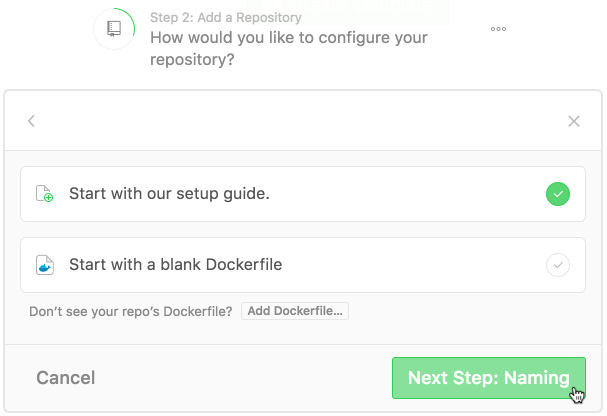 Step 2: Add a Repository
How would you like to configure your
repository?
Start with our setup guide.
Start with a blank Dockerfile
Don’t see your repo’s Dockerfile? Add Dockerfile…
Cancel
Next Step: Naming